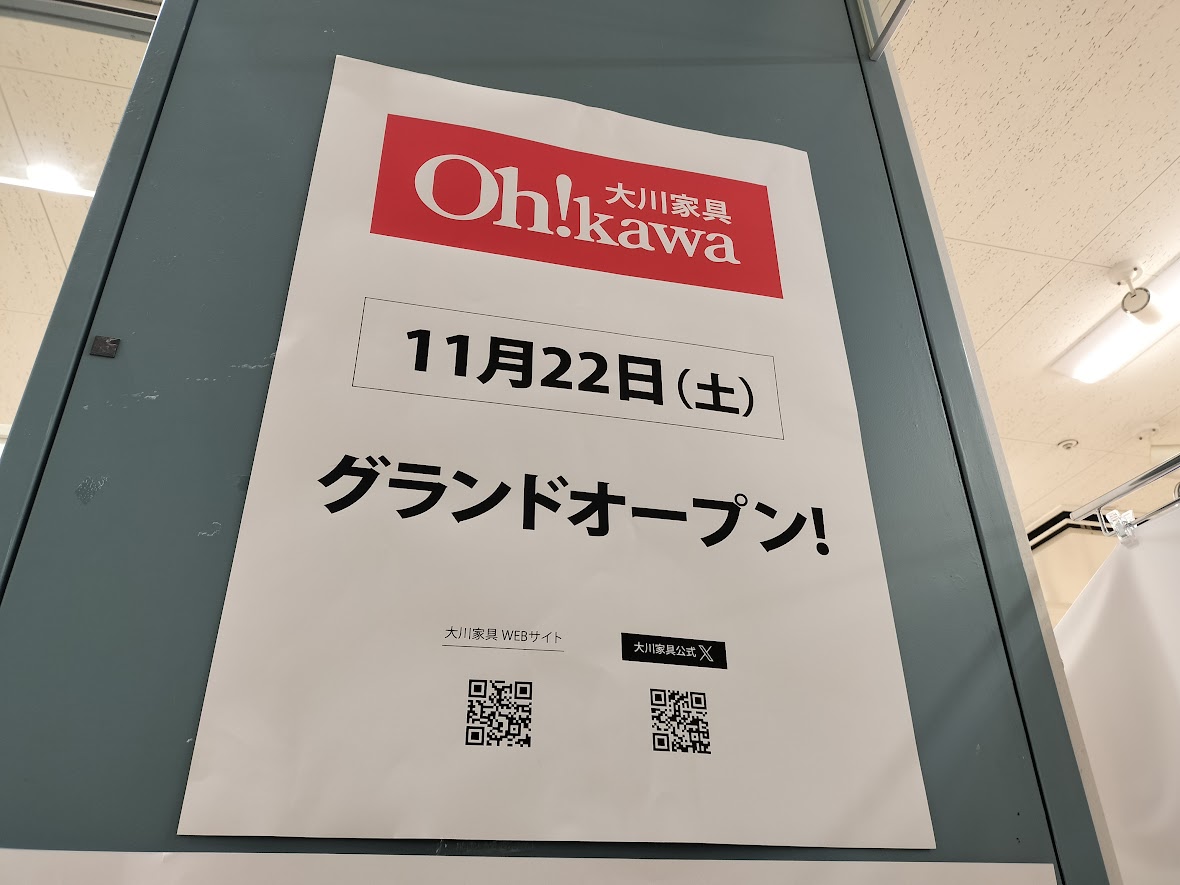 大川家具
Oh!kawa
11月22日(土)
グランドオープン!
大川家具 WEBサイト
大川家具公式 X